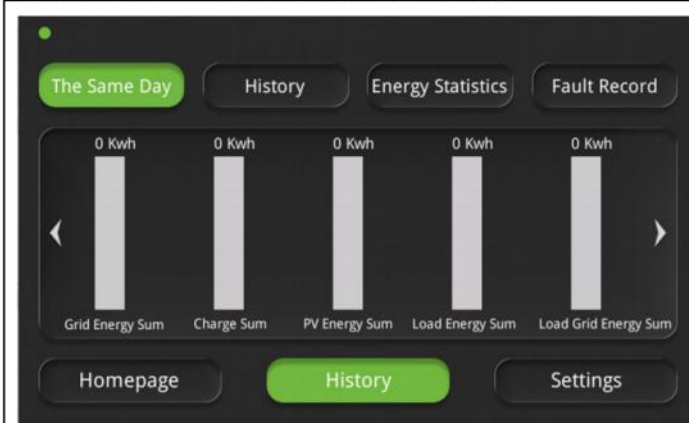 The Same Day History Energy Statistics Fault Record
0 Kwh 0 Kwh 0 Kwh 0 Kwh 0 Kwh
Grid Energy Sum Charge Sum PV Energy Sum Load Energy Sum Load Grid Energy Sum
Homepage History Settings